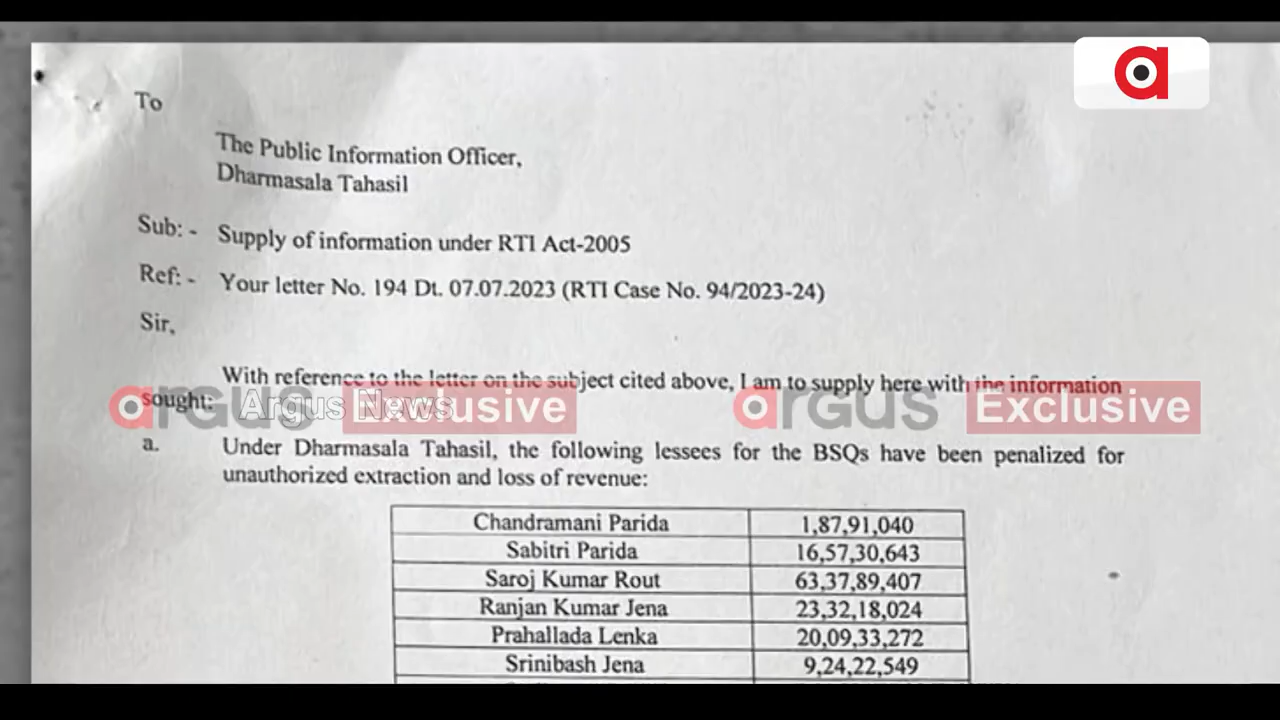 To
The Public Information Officer,
Dharmasala Tahasil
Sub: - Supply of information under RTI Act-2005
Ref: - Your letter No. 194 Dt. 07.07.2023 (RTI Case No. 94/2023-24)
Sir,
With reference to the letter on the subject cited above, I am to supply here with the information
sought:
argus Exclusive
Argus News
argus Exclusive
a. Under Dharmasala Tahasil, the following lessees for the BSQs have been penalized for
unauthorized extraction and loss of revenue:
Chandramani Parida 1,87,91,040
Sabitri Parida 16,57,30,643
Saroj Kumar Rout 63,37,89,407
Ranjan Kumar Jena 23,32,18,024
Prahallada Lenka 20,09,33,272
Srinibash Jena 9,24,22,549